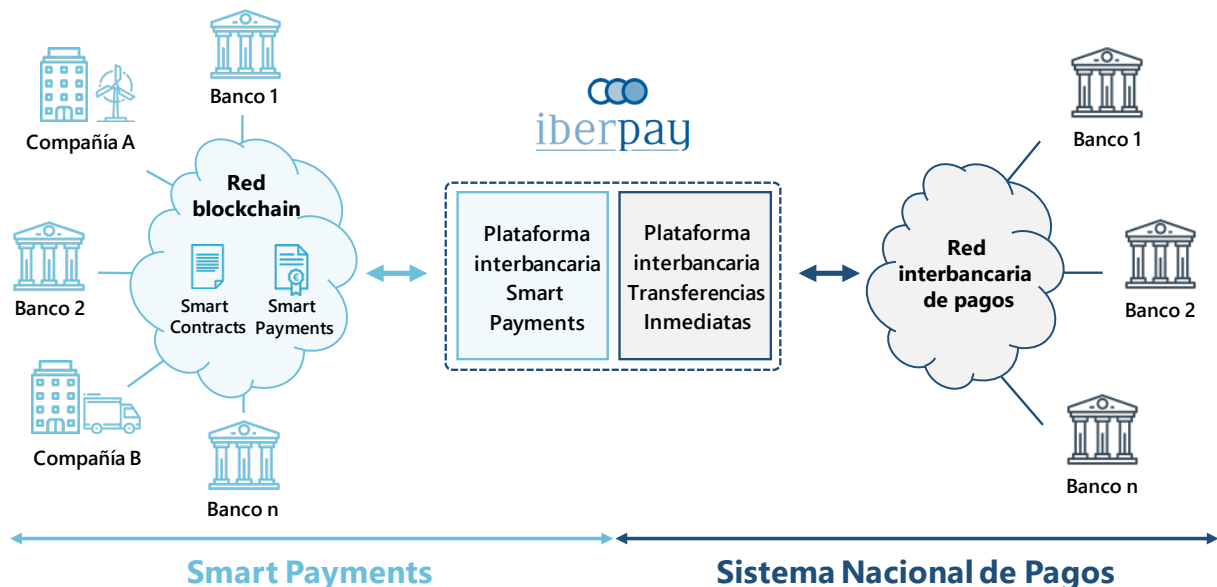 Banco 1
Compañía A
Red
blockchain
Smart
Contracts
Smart
Payments
Banco 2
Compañía B
Banco n
iberpay
Plataforma
interbancaria
Smart
Payments
Plataforma
interbancaria
Transferencias
Inmediatas
Banco 1
Red
interbancaria
de pagos
Banco 2
Banco n
Smart Payments
Sistema Nacional de Pagos